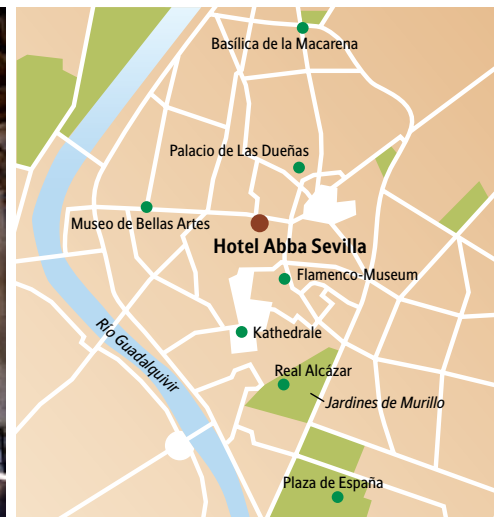 Basílica de la Macarena
Palacio de Las Dueñas
Museo de Bellas Artes
Hotel Abba Sevilla
Flamenco-Museum
Río Guadalquivir
Kathedrale
Real Alcázar
Jardines de Murillo
Plaza de España